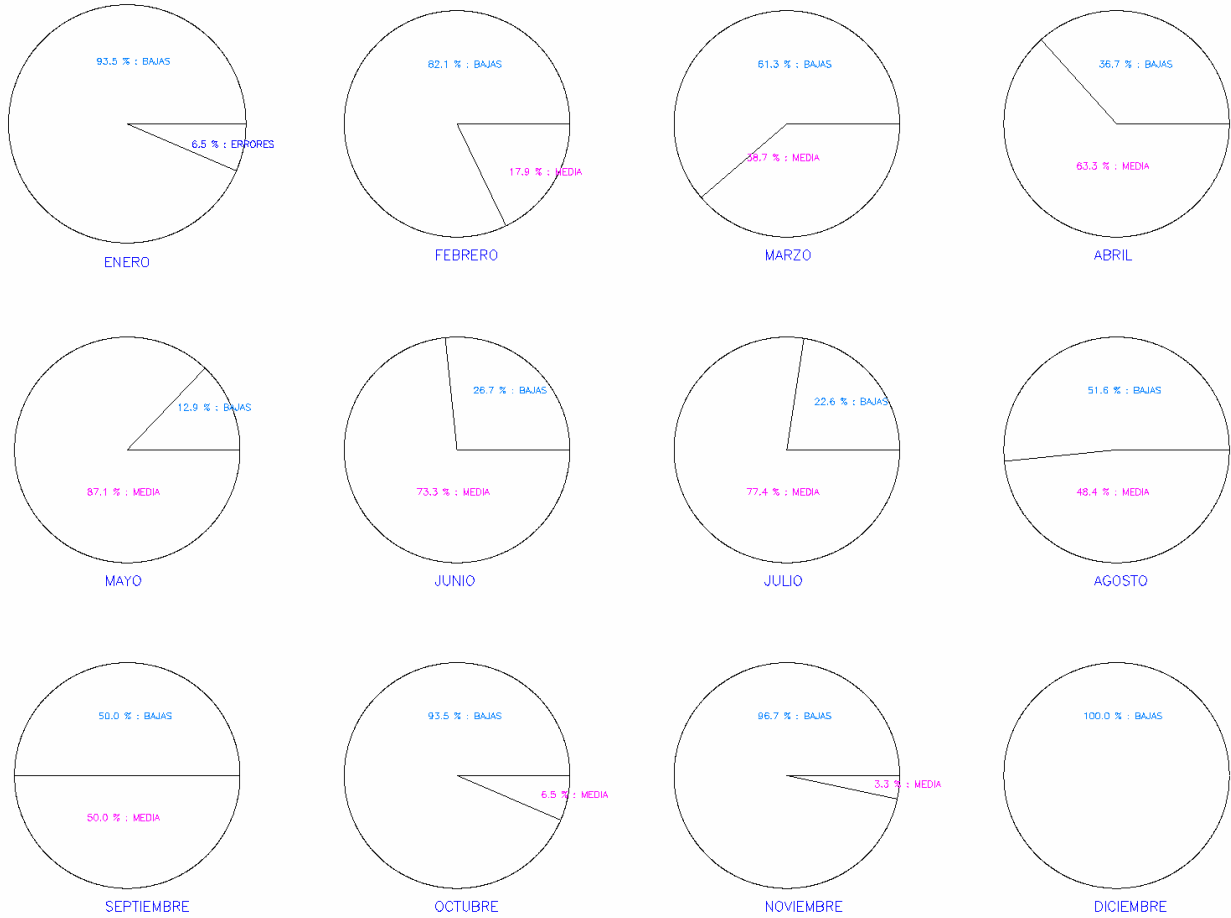 93.5 % : BAJAS
6.5 % : ERRORES
ENERO
82.1 % : BAJAS
17.9 % : MEDIA
FEBRERO
61.3 % : BAJAS
38.7 % : MEDIA
MARZO
36.7 % : BAJAS
63.3 % : MEDIA
ABRIL
12.9 % : BAJAS
87.1 % : MEDIA
MAYO
26.7 % : BAJAS
73.3 % : MEDIA
JUNIO
22.6 % : BAJAS
77.4 % : MEDIA
JULIO
51.6 % : BAJAS
48.4 % : MEDIA
AGOSTO
50.0 % : BAJAS
50.0 % : MEDIA
SEPTIEMBRE
93.5 % : BAJAS
6.5 % : MEDIA
OCTUBRE
96.7 % : BAJAS
3.3 % : MEDIA
NOVIEMBRE
100.0 % : BAJAS
DICIEMBRE